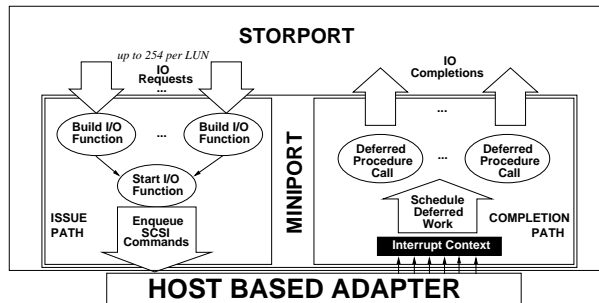 STORPORT
up to 254 per LUN
IO
Requests
...
IO
Completions
...
Build I/O
Function
...
Build I/O
Function
Start I/O
Function
ISSUE
PATH
Enqueue
SCSI
Commands
MINIPORT
Deferred
Procedure
Call
...
Deferred
Procedure
Call
Schedule
Deferred
Work
COMPLETION
PATH
Interrupt Context
HOST BASED ADAPTER